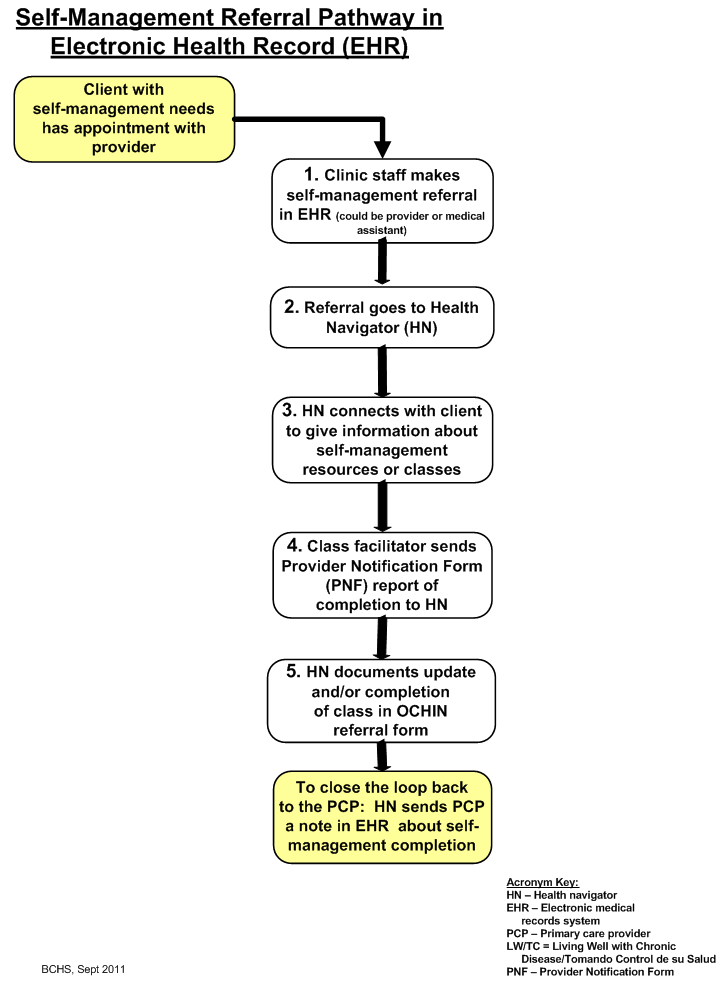 Self-Management Referral Pathway in
Electronic Health Record (EHR)
Client with
self-management needs
has appointment with
provider
1. Clinic staff makes
self-management referral
in EHR (could be provider or medical
assistant)
2. Referral goes to Health
Navigator (HN)
3. HN connects with client
to give information about
self-management
resources or classes
4. Class facilitator sends
Provider Notification Form
(PNF) report of
completion to HN
5. HN documents update
and/or completion
of class in OCHIN
referral form
To close the loop back
to the PCP: HN sends PCP
a note in EHR about self-
management completion
Acronym Key:
HN – Health navigator
EHR – Electronic medical
records system
PCP – Primary care provider
LW/TC = Living Well with Chronic
Disease/Tomando Control de su Salud
PNF – Provider Notification Form
BCHS, Sept 2011